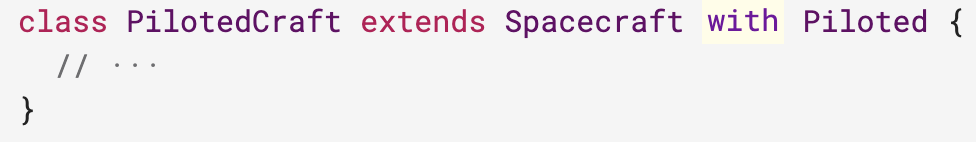 class PilotedCraft extends Spacecraft with Piloted {
// ···
}